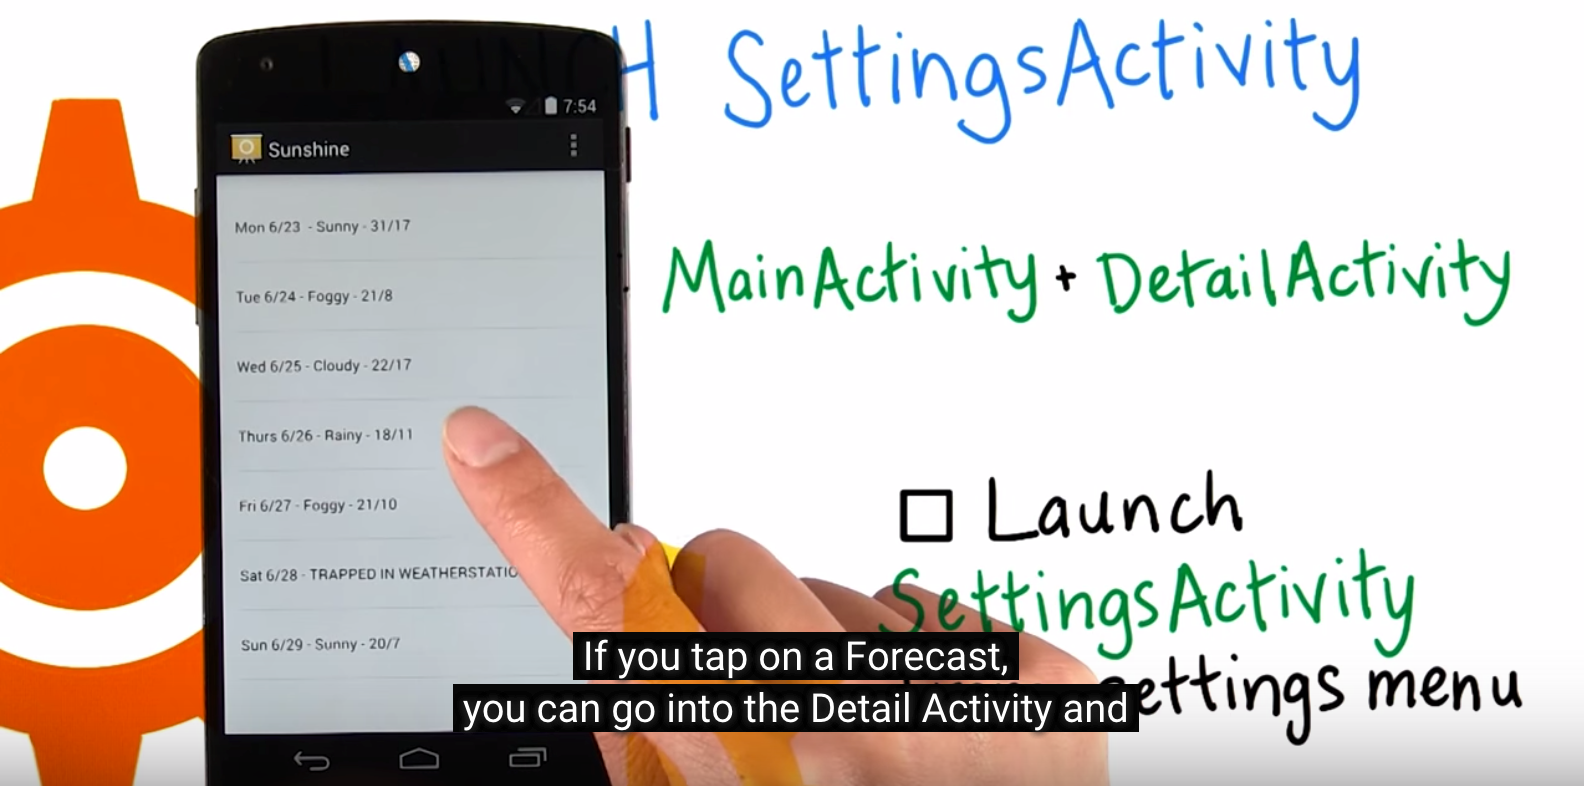 LAUNCH SettingsActivity
7:54
Sunshine
Mon 6/23 - Sunny - 31/17
Tue 6/24 - Foggy - 21/8
Wed 6/25 - Cloudy - 22/17
Thurs 6/26 - Rainy - 18/11
Fri 6/27 - Foggy - 21/10
Sat 6/28 - TRAPPED IN WEATHERSTATIO
Sun 6/29 - Sunny - 20/7
MainActivity + DetailActivity
Launch
SettingsActivity
ettings menu
If you tap on a Forecast,
you can go into the Detail Activity and